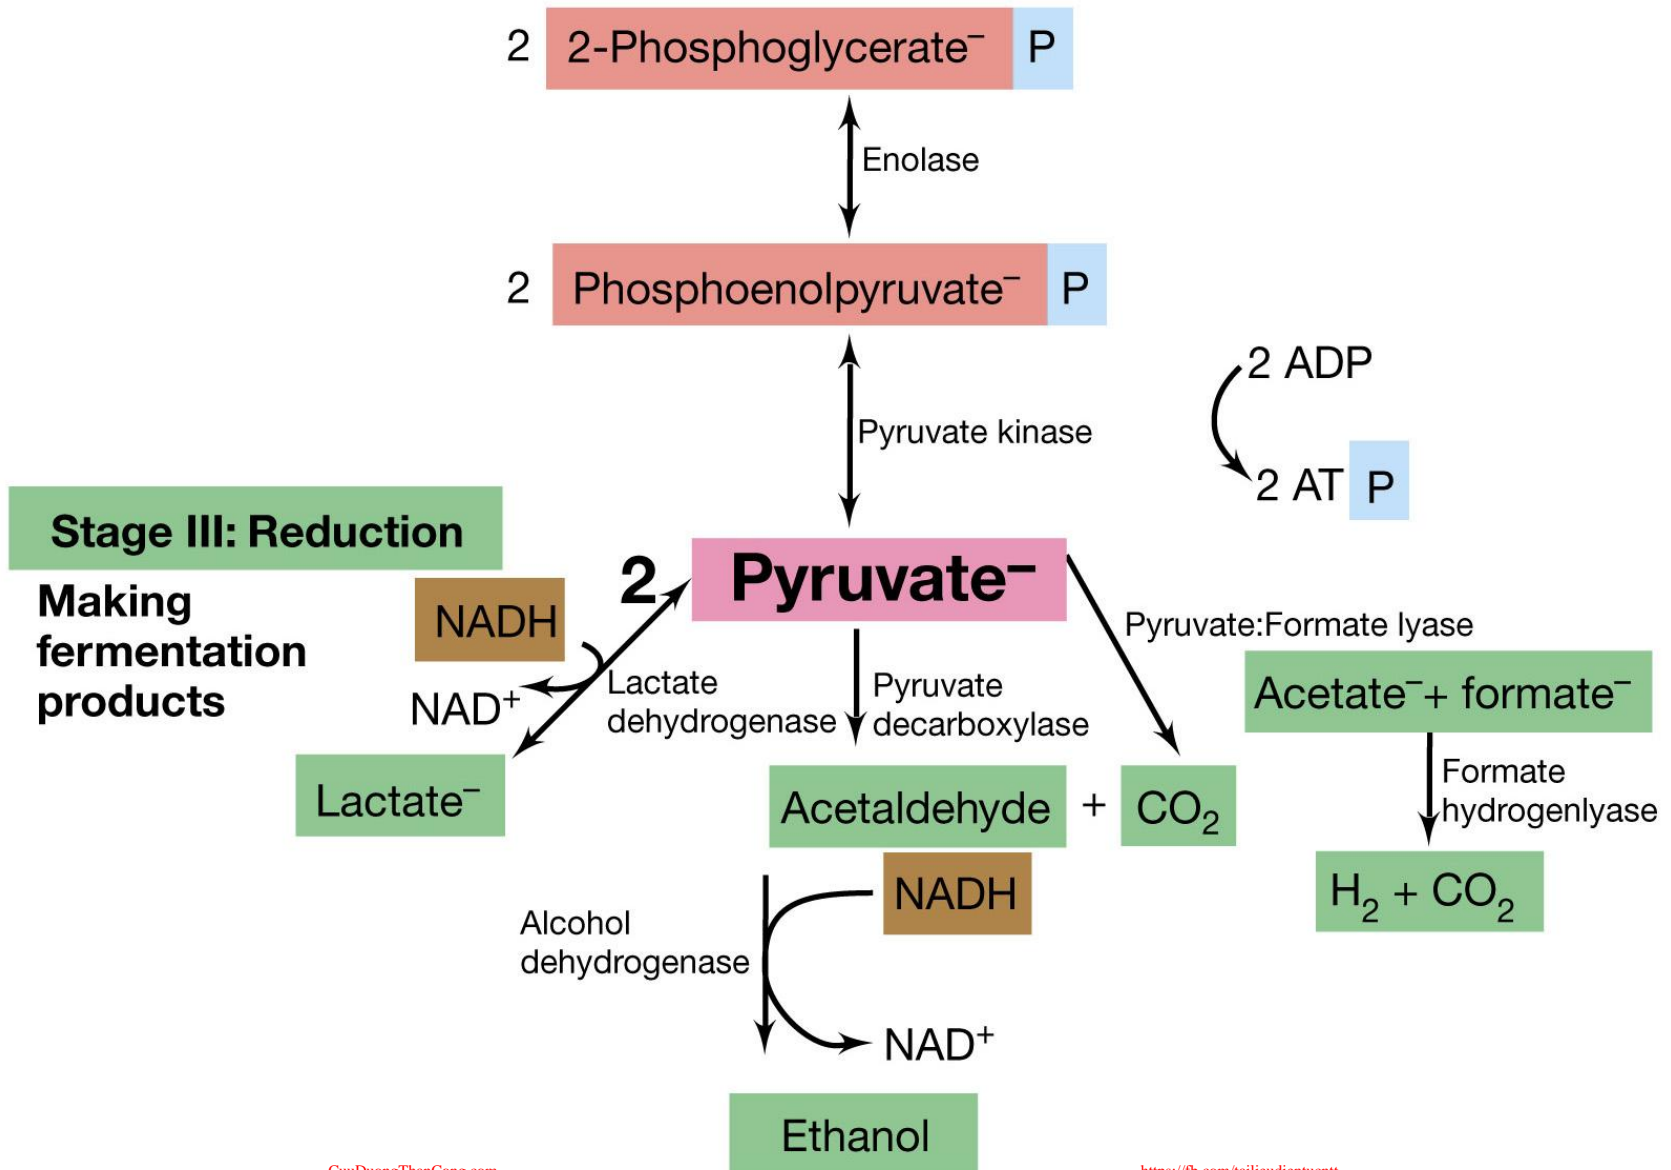 2 2-Phosphoglycerate⁻ P
Enolase
2 Phosphoenolpyruvate⁻ P
2 ADP
Pyruvate kinase
2 AT P
Stage III: Reduction
Making
fermentation
products
2 Pyruvate⁻
NADH
NAD⁺
Lactate
dehydrogenase
Lactate⁻
Pyruvate
decarboxylase
Pyruvate:Formate lyase
Acetate⁻+ formate⁻
Formate
hydrogenlyase
H₂ + CO₂
Acetaldehyde + CO₂
NADH
Alcohol
dehydrogenase
NAD⁺
Ethanol